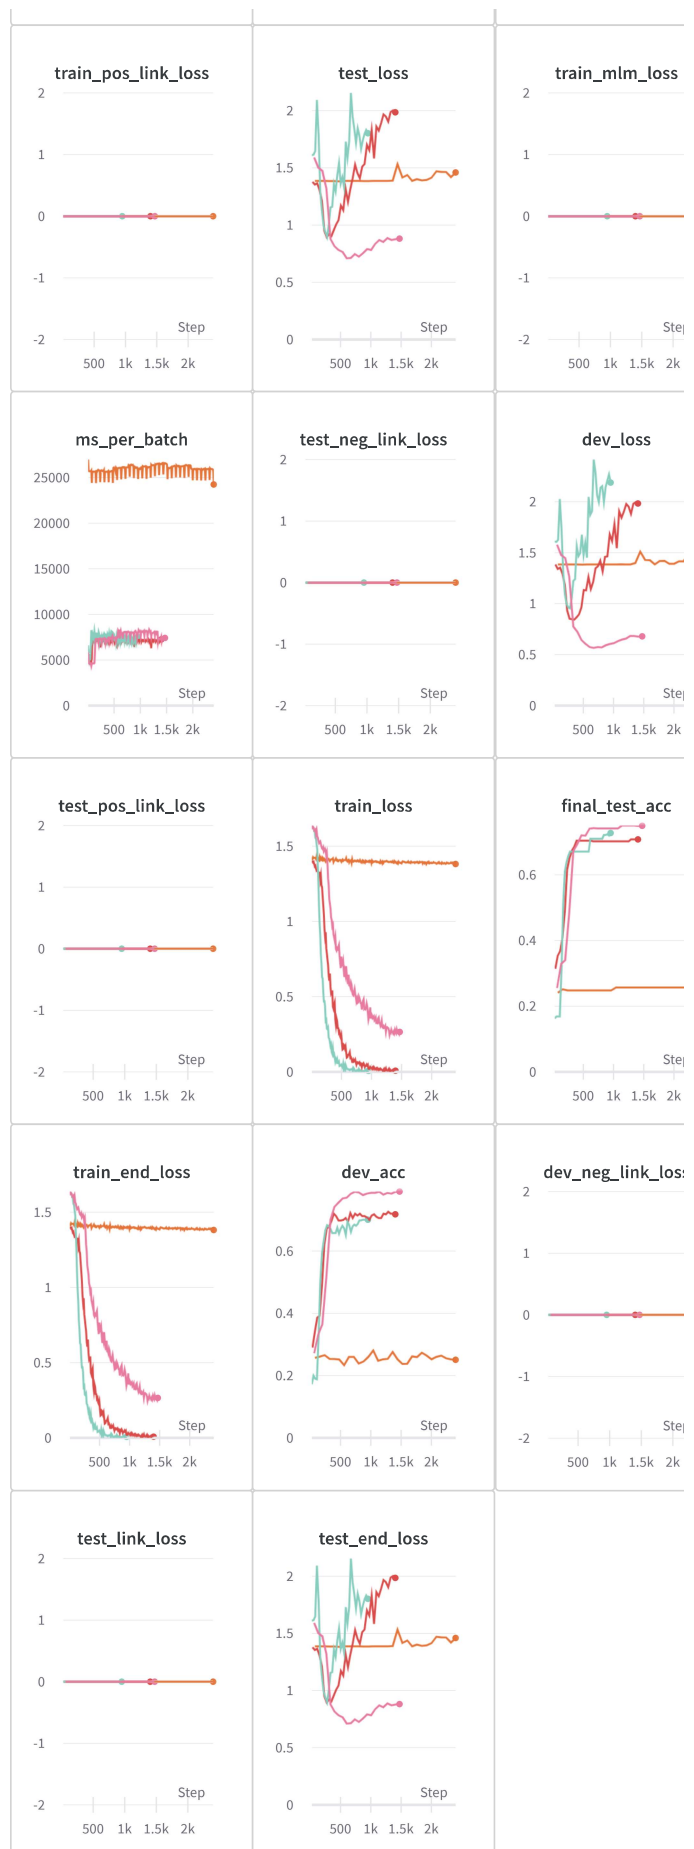 train_pos_link_loss
2
1
0
-1
-2
Step
500 1k 1.5k 2k
test_loss
2
1.5
1
0.5
0
Step
500 1k 1.5k 2k
train_mlm_loss
2
1
0
-1
-2
Step
500 1k 1.5k 2k
ms_per_batch
25000
20000
15000
10000
5000
0
Step
500 1k 1.5k 2k
test_neg_link_loss
2
1
0
-1
-2
Step
500 1k 1.5k 2k
dev_loss
2
1.5
1
0.5
0
Step
500 1k 1.5k 2k
test_pos_link_loss
2
1
0
-1
-2
Step
500 1k 1.5k 2k
train_loss
1.5
1
0.5
0
Step
500 1k 1.5k 2k
final_test_acc
0.6
0.4
0.2
0
Step
500 1k 1.5k 2k
train_end_loss
1.5
1
0.5
0
Step
500 1k 1.5k 2k
dev_acc
0.6
0.4
0.2
0
Step
500 1k 1.5k 2k
dev_neg_link_loss
2
1
0
-1
-2
Step
500 1k 1.5k 2k
test_link_loss
2
1
0
-1
-2
Step
500 1k 1.5k 2k
test_end_loss
2
1.5
1
0.5
0
Step
500 1k 1.5k 2k